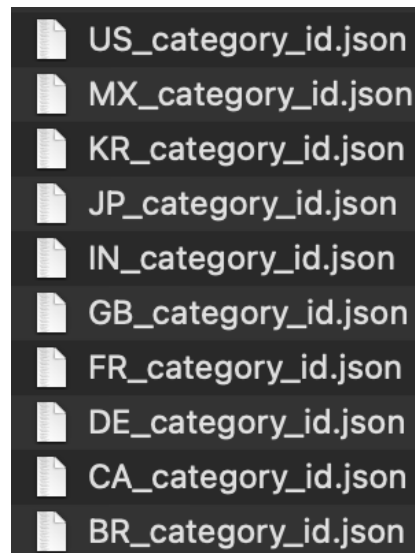 US_category_id.json
MX_category_id.json
KR_category_id.json
JP_category_id.json
IN_category_id.json
GB_category_id.json
FR_category_id.json
DE_category_id.json
CA_category_id.json
BR_category_id.json